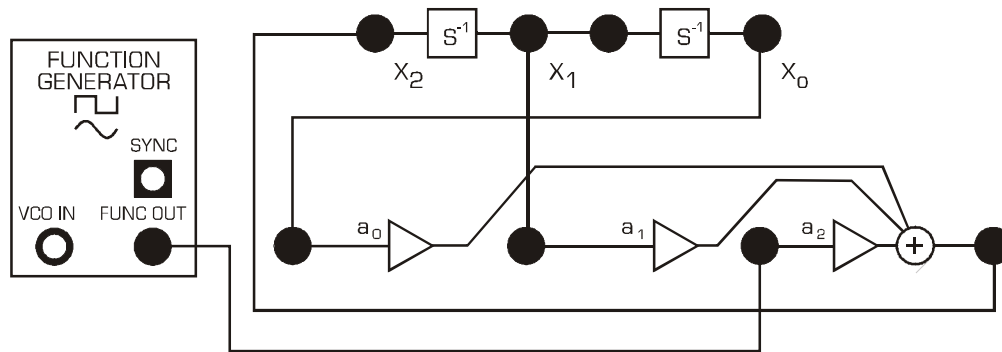 FUNCTION
GENERATOR
SYNC
VCO IN
FUNC OUT
S⁻¹
S⁻¹
X₂
X₁
X₀
a₀
a₁
a₂
+